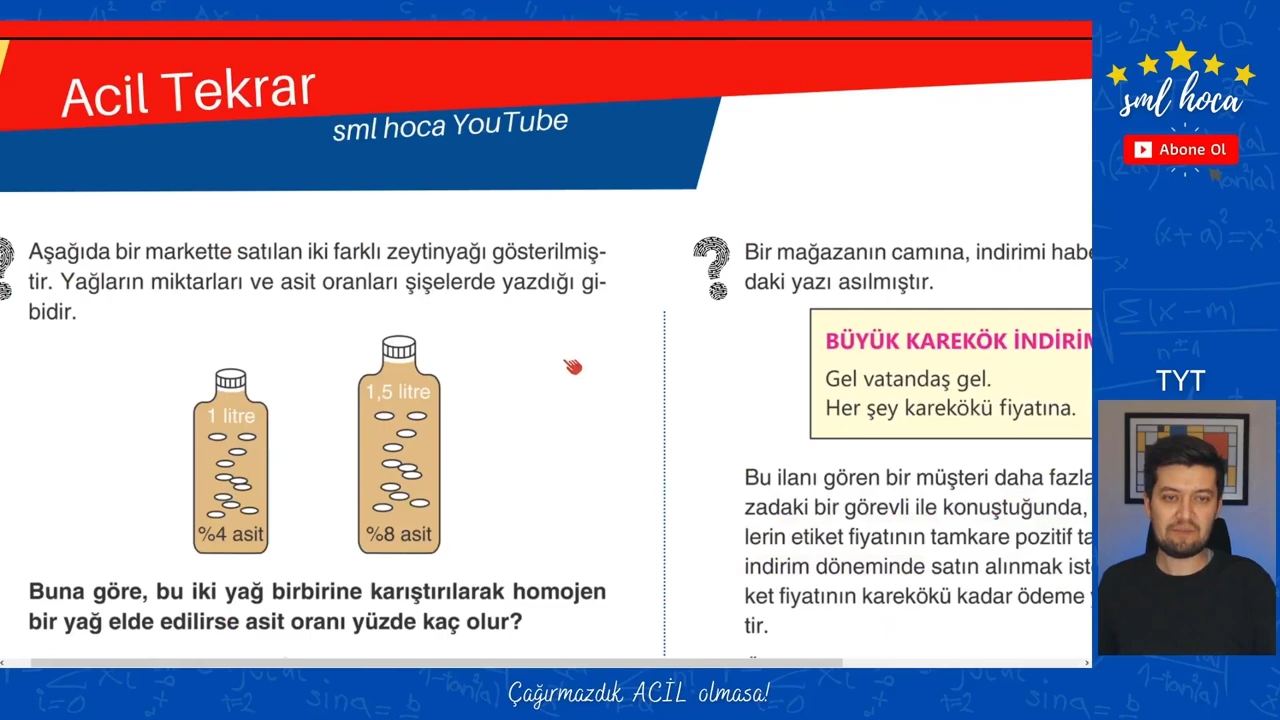 Acil Tekrar
sml hoca YouTube
sml hoca
Abone Ol
Aşağıda bir markette satılan iki farklı zeytinyağı gösterilmiş-
tir. Yağların miktarları ve asit oranları şişelerde yazdığı gi-
bidir.
1 litre
%4 asit
1,5 litre
%8 asit
Buna göre, bu iki yağ birbirine karıştırılarak homojen
bir yağ elde edilirse asit oranı yüzde kaç olur?
?
Bir mağazanın camına, indirimi habe
daki yazı asılmıştır.
BÜYÜK KAREKÖK İNDİRİM
Gel vatandaş gel.
Her şey karekökü fiyatına.
Bu ilanı gören bir müşteri daha fazla
zadaki bir görevli ile konuştuğunda,
lerin etiket fiyatının tamkare pozitif ta
indirim döneminde satın alınmak ist
ket fiyatının karekökü kadar ödeme
tir.
TYT
Çağırmazdık ACİL olmasa!